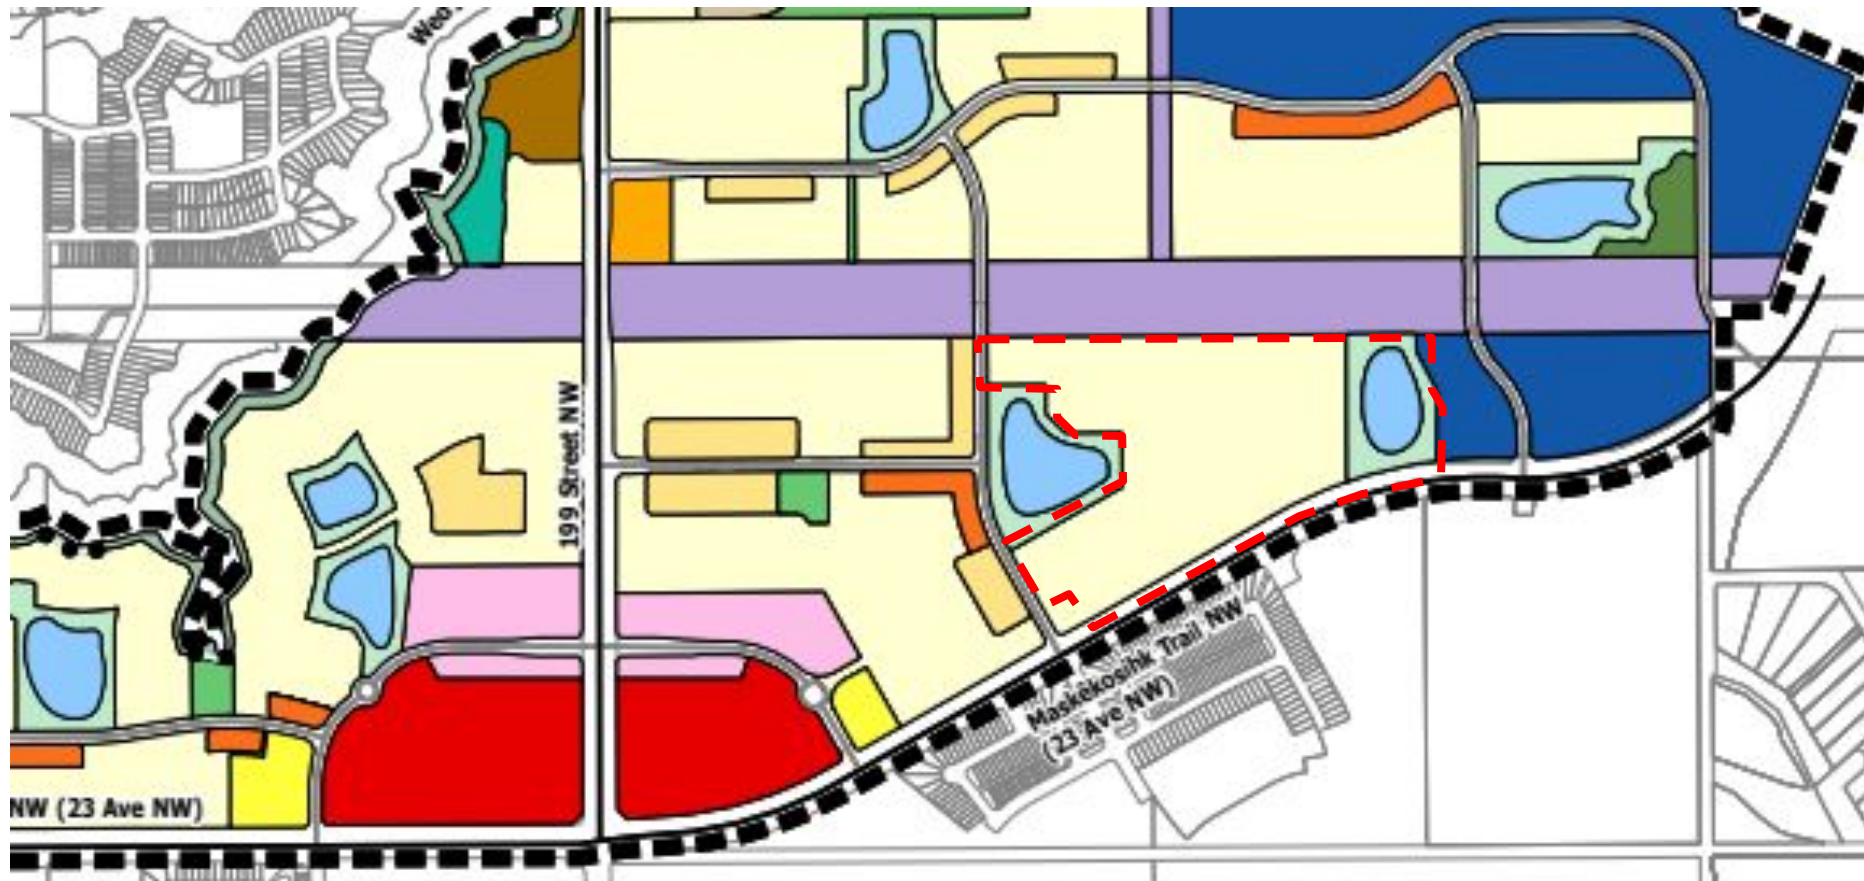 199 Street NW
Maskêkosihk Trail NW
(23 Ave NW)
NW (23 Ave NW)